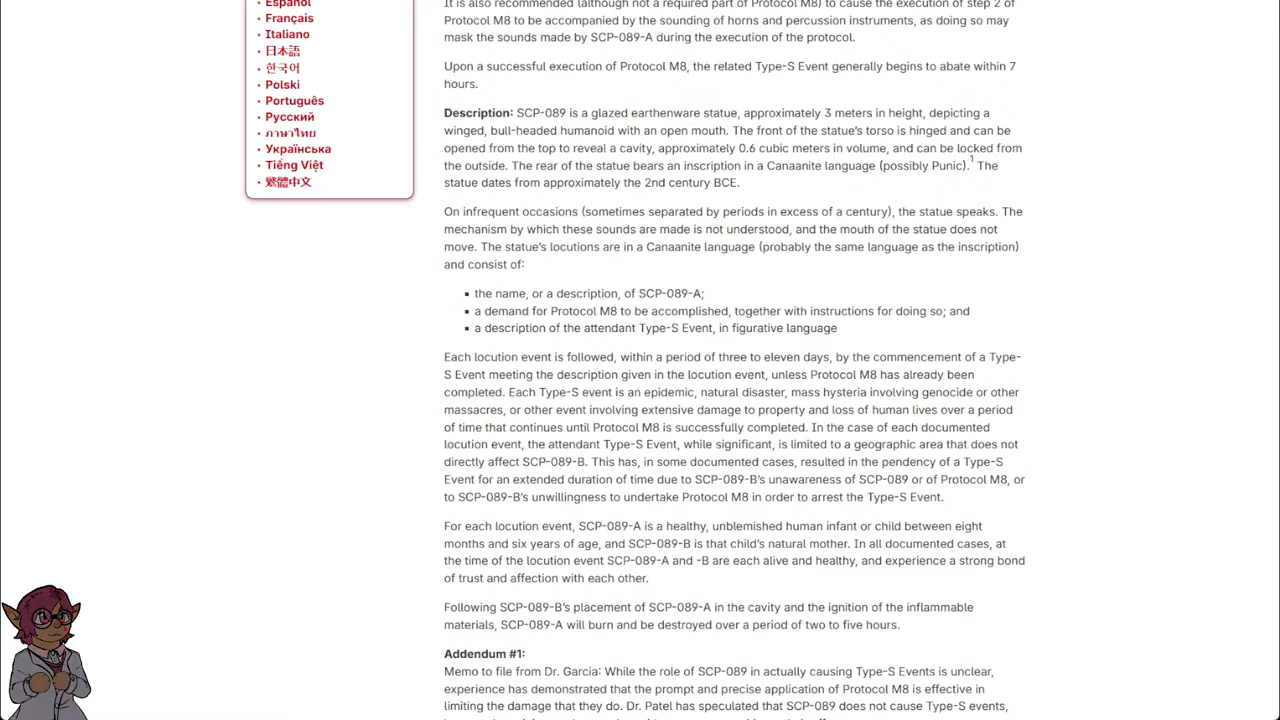 Español
Français
Italiano
日本語
한국어
Polski
Português
Русский
ภาษาไทย
Українська
Tiếng Việt
繁體中文
It is also recommended (although not a required part of Protocol M8) to cause the execution of step 2 of
Protocol M8 to be accompanied by the sounding of horns and percussion instruments, as doing so may
mask the sounds made by SCP-089-A during the execution of the protocol.
Upon a successful execution of Protocol M8, the related Type-S Event generally begins to abate within 7
hours.
Description: SCP-089 is a glazed earthenware statue, approximately 3 meters in height, depicting a
winged, bull-headed humanoid with an open mouth. The front of the statue's torso is hinged and can be
opened from the top to reveal a cavity, approximately 0.6 cubic meters in volume, and can be locked from
the outside. The rear of the statue bears an inscription in a Canaanite language (possibly Punic).1 The
statue dates from approximately the 2nd century BCE.
On infrequent occasions (sometimes separated by periods in excess of a century), the statue speaks. The
mechanism by which these sounds are made is not understood, and the mouth of the statue does not
move. The statue's locutions are in a Canaanite language (probably the same language as the inscription)
and consist of:
▪ the name, or a description, of SCP-089-A;
▪ a demand for Protocol M8 to be accomplished, together with instructions for doing so; and
▪ a description of the attendant Type-S Event, in figurative language
Each locution event is followed, within a period of three to eleven days, by the commencement of a Type-
S Event meeting the description given in the locution event, unless Protocol M8 has already been
completed. Each Type-S event is an epidemic, natural disaster, mass hysteria involving genocide or other
massacres, or other event involving extensive damage to property and loss of human lives over a period
of time that continues until Protocol M8 is successfully completed. In the case of each documented
locution event, the attendant Type-S Event, while significant, is limited to a geographic area that does not
directly affect SCP-089-B. This has, in some documented cases, resulted in the pendency of a Type-S
Event for an extended duration of time due to SCP-089-B's unawareness of SCP-089 or of Protocol M8, or
to SCP-089-B's unwillingness to undertake Protocol M8 in order to arrest the Type-S Event.
For each locution event, SCP-089-A is a healthy, unblemished human infant or child between eight
months and six years of age, and SCP-089-B is that child's natural mother. In all documented cases, at
the time of the locution event SCP-089-A and -B are each alive and healthy, and experience a strong bond
of trust and affection with each other.
Following SCP-089-B's placement of SCP-089-A in the cavity and the ignition of the inflammable
materials, SCP-089-A will burn and be destroyed over a period of two to five hours.
Addendum #1:
Memo to file from Dr. Garcia: While the role of SCP-089 in actually causing Type-S Events is unclear,
experience has demonstrated that the prompt and precise application of Protocol M8 is effective in
limiting the damage that they do. Dr. Patel has speculated that SCP-089 does not cause Type-S events,